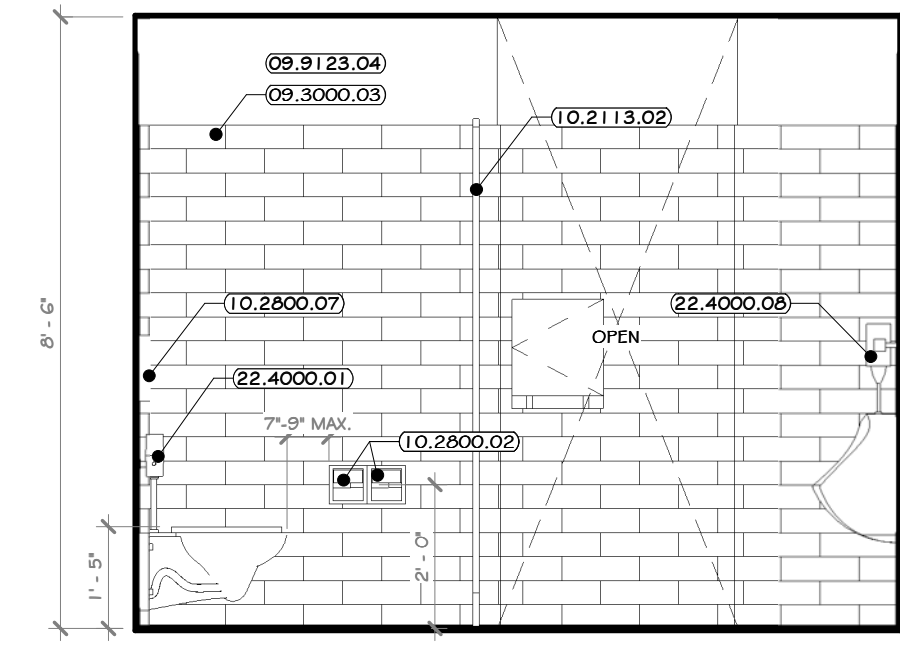 09.9123.04
09.3000.03
10.2113.02
10.2800.07
22.4000.08
8' - 6"
OPEN
22.4000.01
7"-9" MAX.
10.2800.02
2' - 0"
1' - 5"